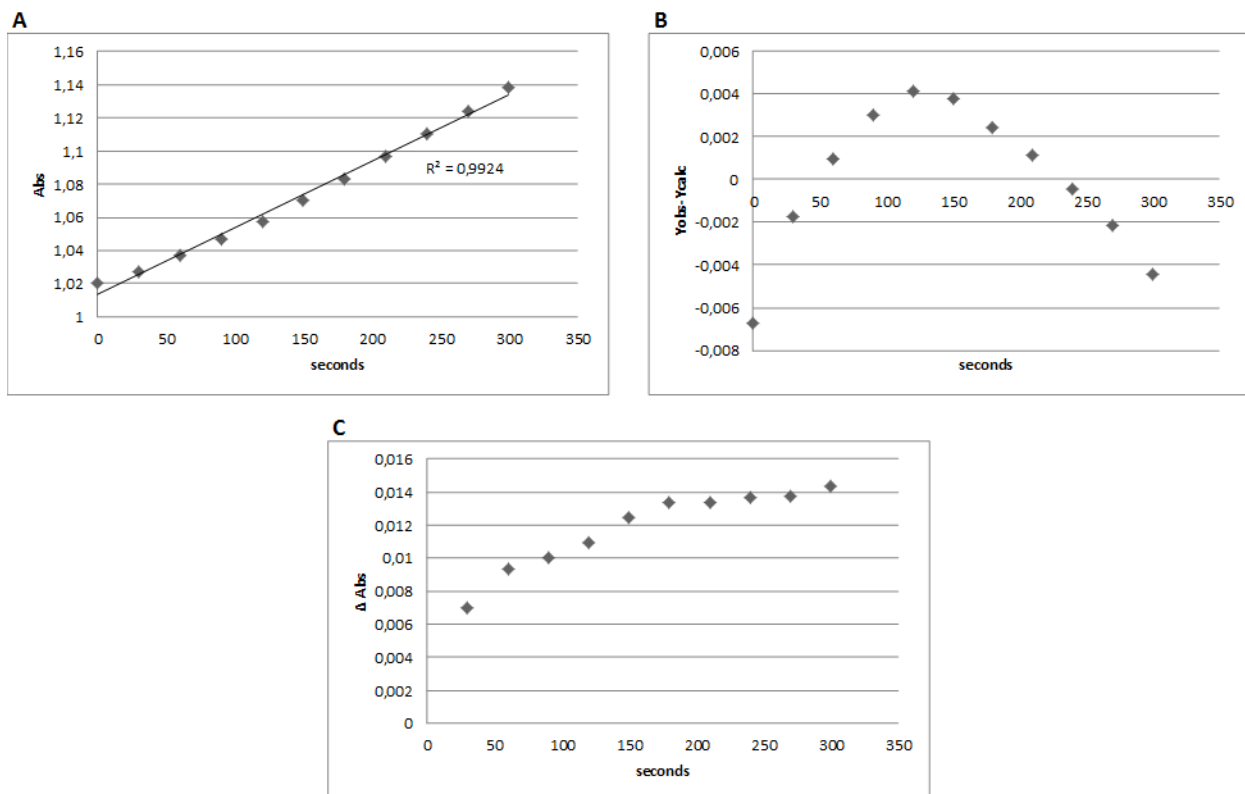 A
1,16
1,14
1,12
1,1
1,08
1,06
1,04
1,02
1
Abs
R² = 0,9924
0 50 100 150 200 250 300 350
seconds
B
0,006
0,004
0,002
0
-0,002
-0,004
-0,006
-0,008
Yobs-Ycalc
0 50 100 150 200 250 300 350
seconds
C
0,016
0,014
0,012
0,01
0,008
0,006
0,004
0,002
0
Δ Abs
0 50 100 150 200 250 300 350
seconds